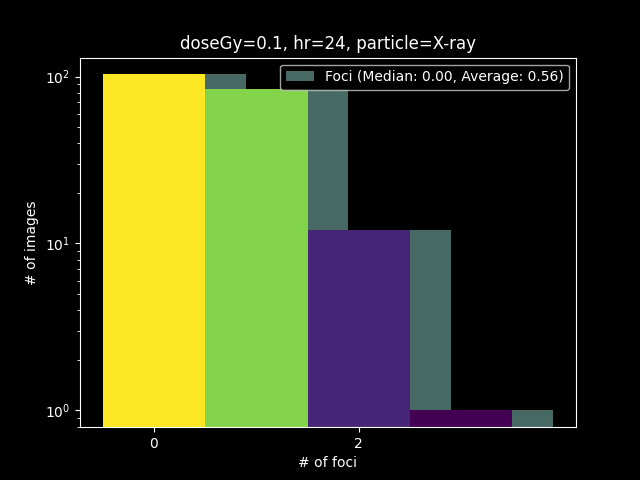 doseGy=0.1, hr=24, particle=X-ray
Foci (Median: 0.00, Average: 0.56)
10²
10¹
10⁰
# of images
0 2
# of foci